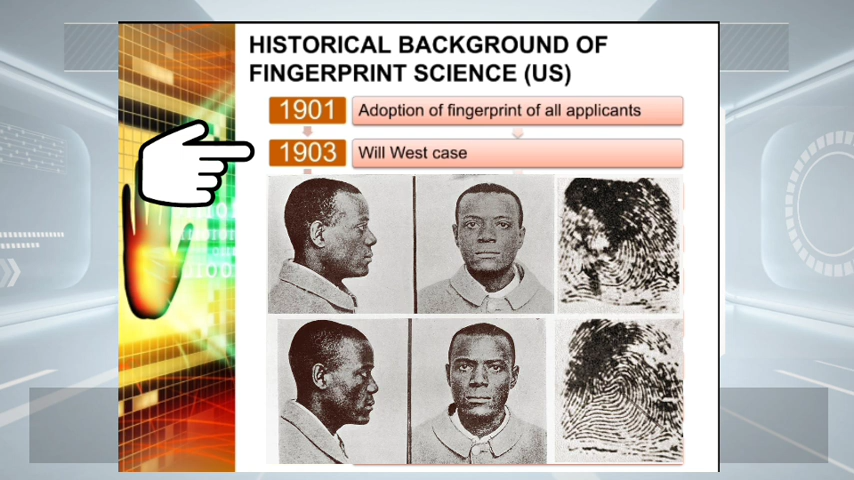 HISTORICAL BACKGROUND OF
FINGERPRINT SCIENCE (US)
1901 Adoption of fingerprint of all applicants
1903 Will West case